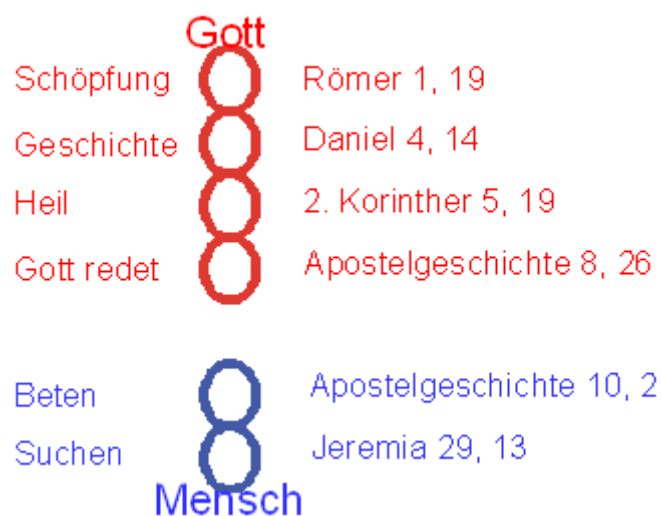 Gott
Schöpfung Römer 1, 19
Geschichte Daniel 4, 14
Heil 2. Korinther 5, 19
Gott redet Apostelgeschichte 8, 26
Beten Apostelgeschichte 10, 2
Suchen Jeremia 29, 13
Mensch